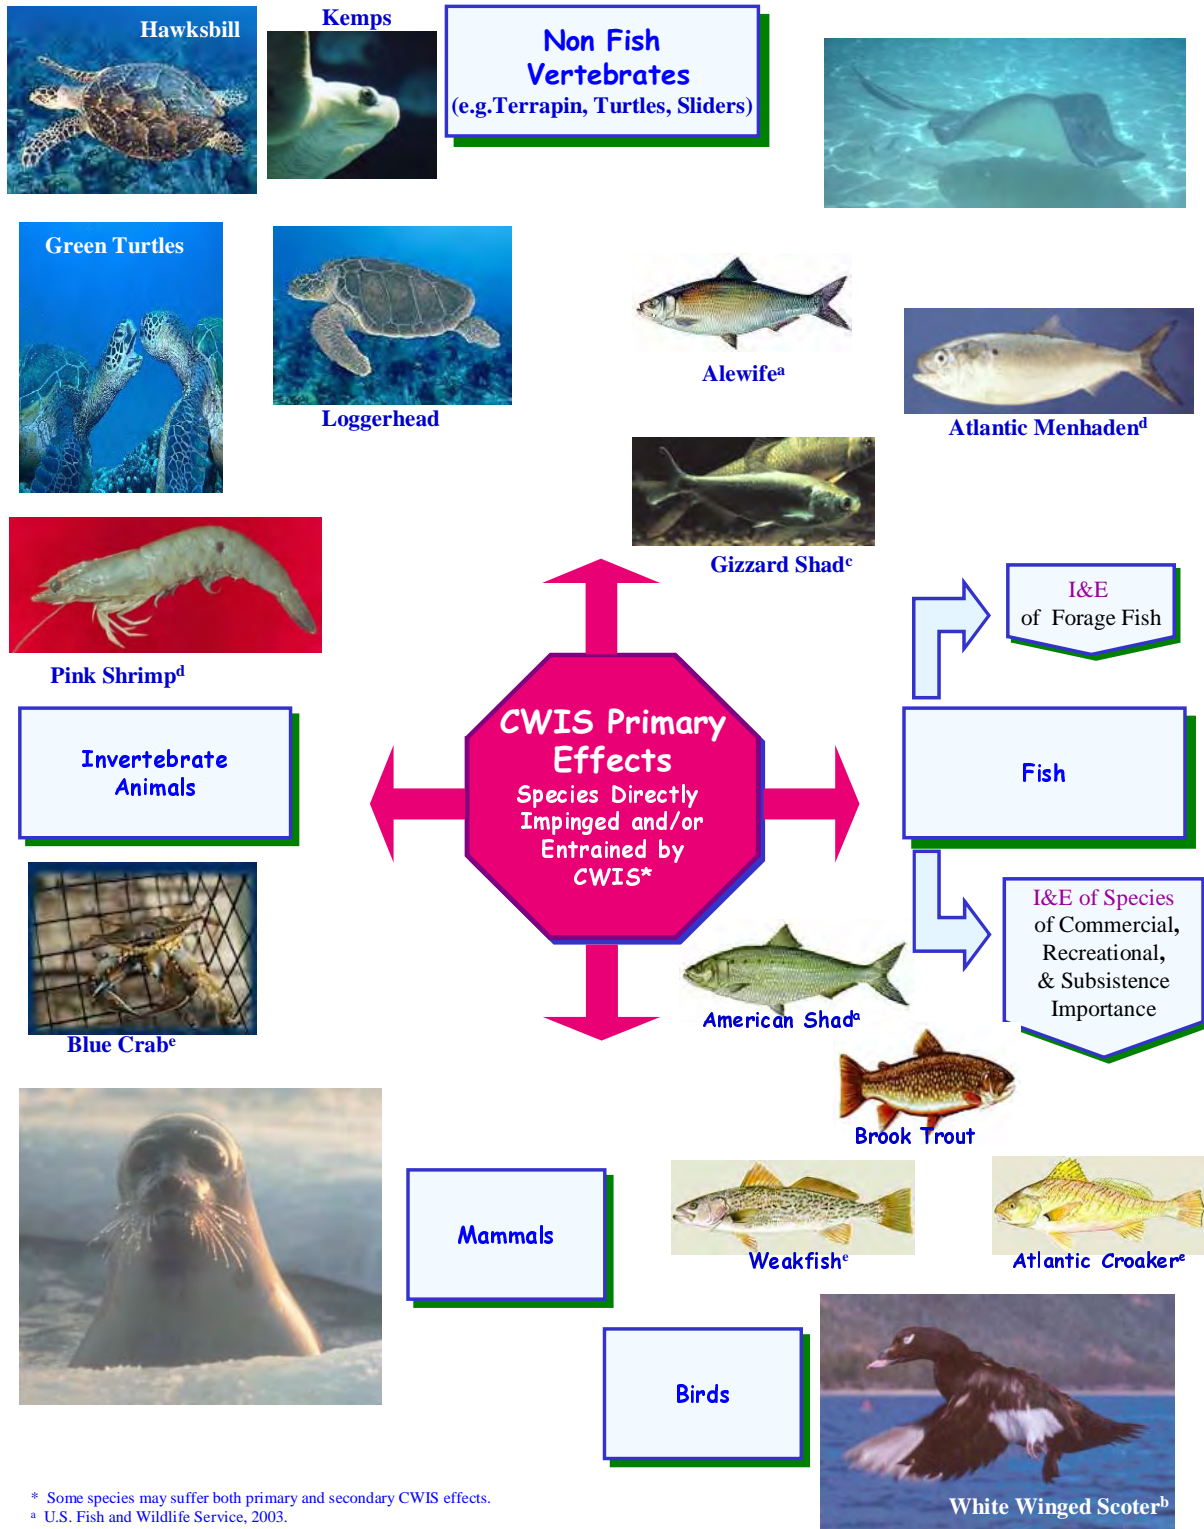 Hawksbill
Kemps
Non Fish
Vertebrates
(e.g.Terrapin, Turtles, Sliders)
Green Turtles
Loggerhead
Alewifeᵃ
Atlantic Menhadenᵈ
Gizzard Shadᶜ
I&E
of Forage Fish
Pink Shrimpᵈ
CWIS Primary
Effects
Species Directly
Impinged and/or
Entrained by
CWIS*
Invertebrate
Animals
Fish
I&E of Species
of Commercial,
Recreational,
& Subsistence
Importance
American Shadᵃ
Blue Crabᵉ
Brook Trout
Weakfishᵉ
Atlantic Croakerᵉ
Mammals
Birds
White Winged Scoterᵇ
* Some species may suffer both primary and secondary CWIS effects.
ᵃ U.S. Fish and Wildlife Service, 2003.